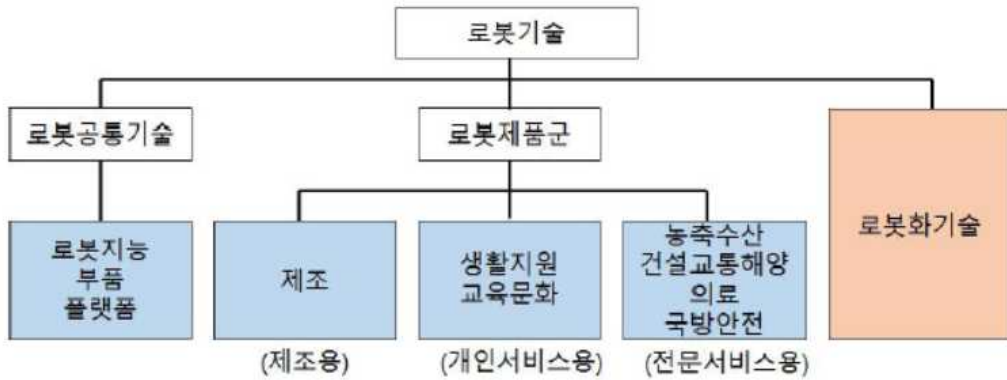 로봇기술
로봇공통기술
로봇제품군
로봇화기술
로봇지능
부품
플랫폼
제조
생활지원
교육문화
농축수산
건설교통해양
의료
국방안전
(제조용)
(개인서비스용)
(전문서비스용)